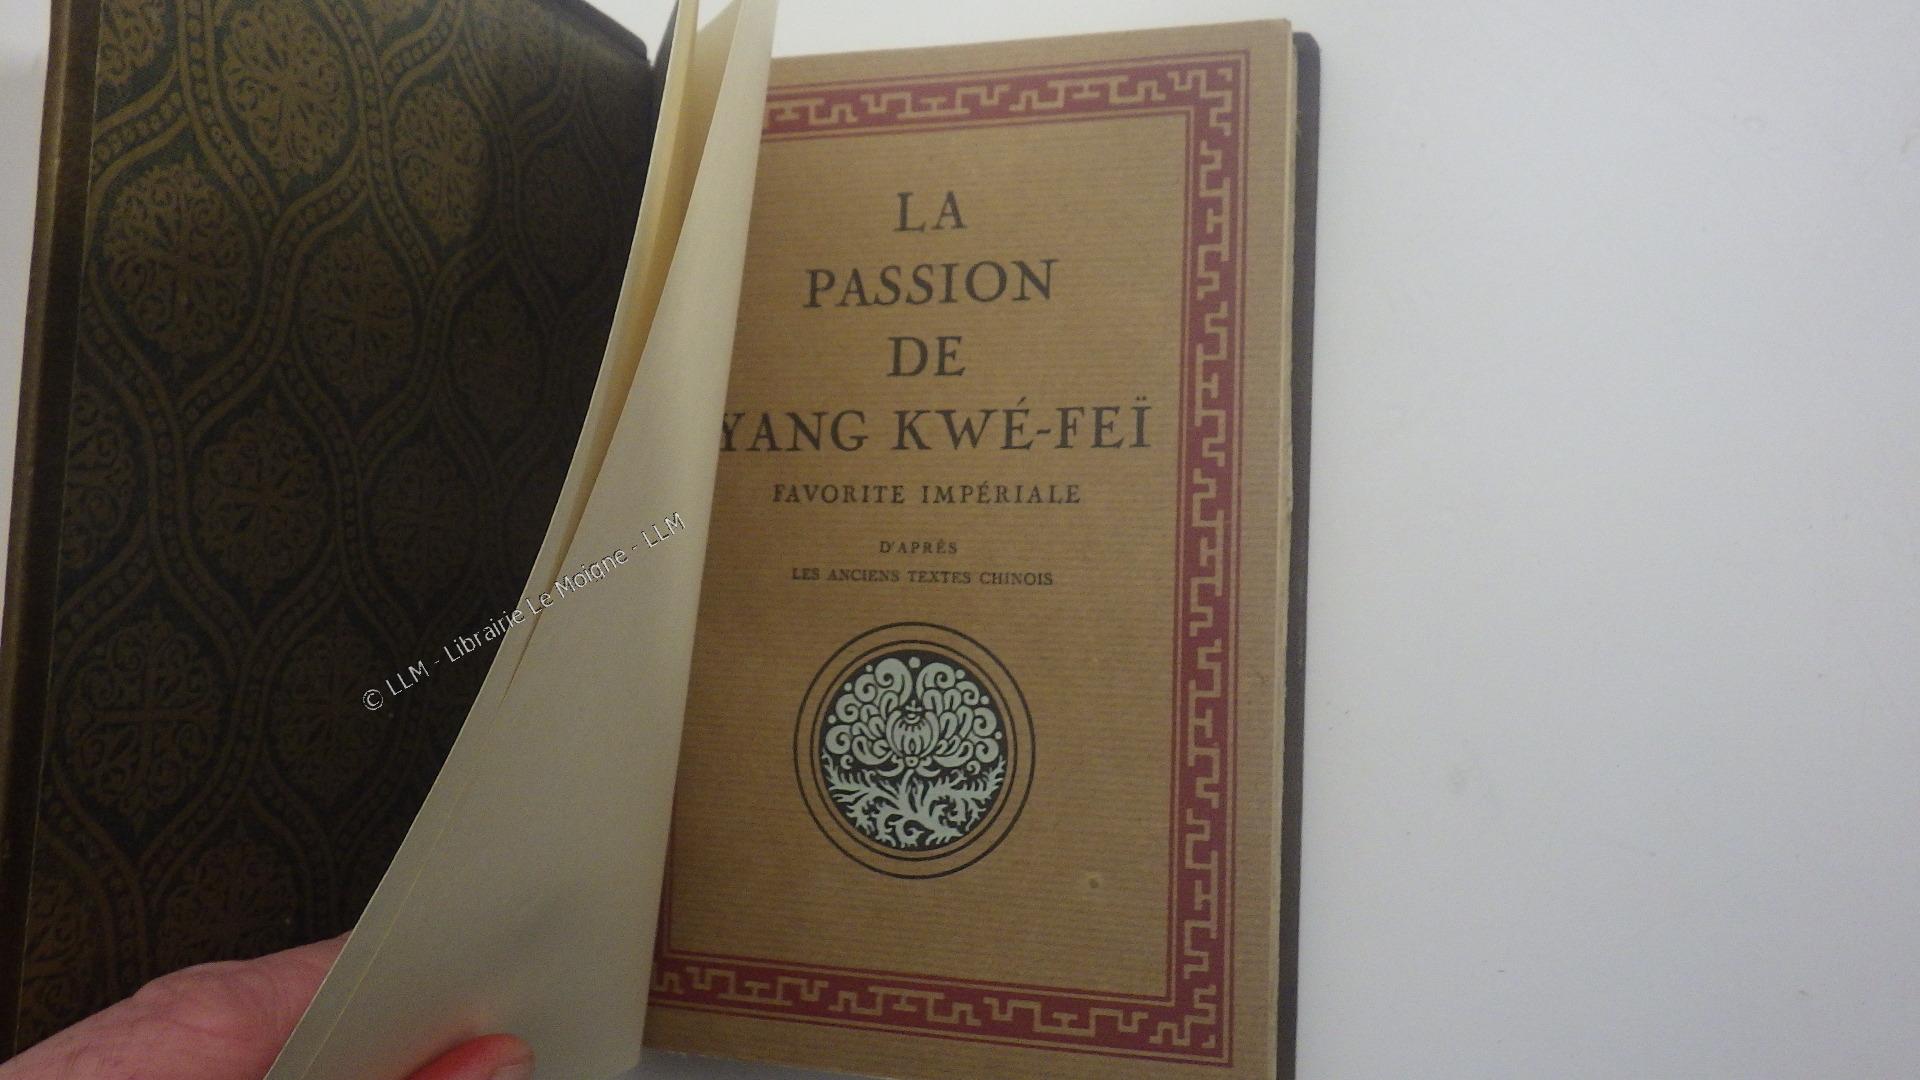 LA
PASSION
DE
YANG KWÉ-FEÏ
FAVORITE IMPÉRIALE
D'APRÈS
LES ANCIENS TEXTES CHINOIS
© LLM - Librairie Le Moigne - LLM